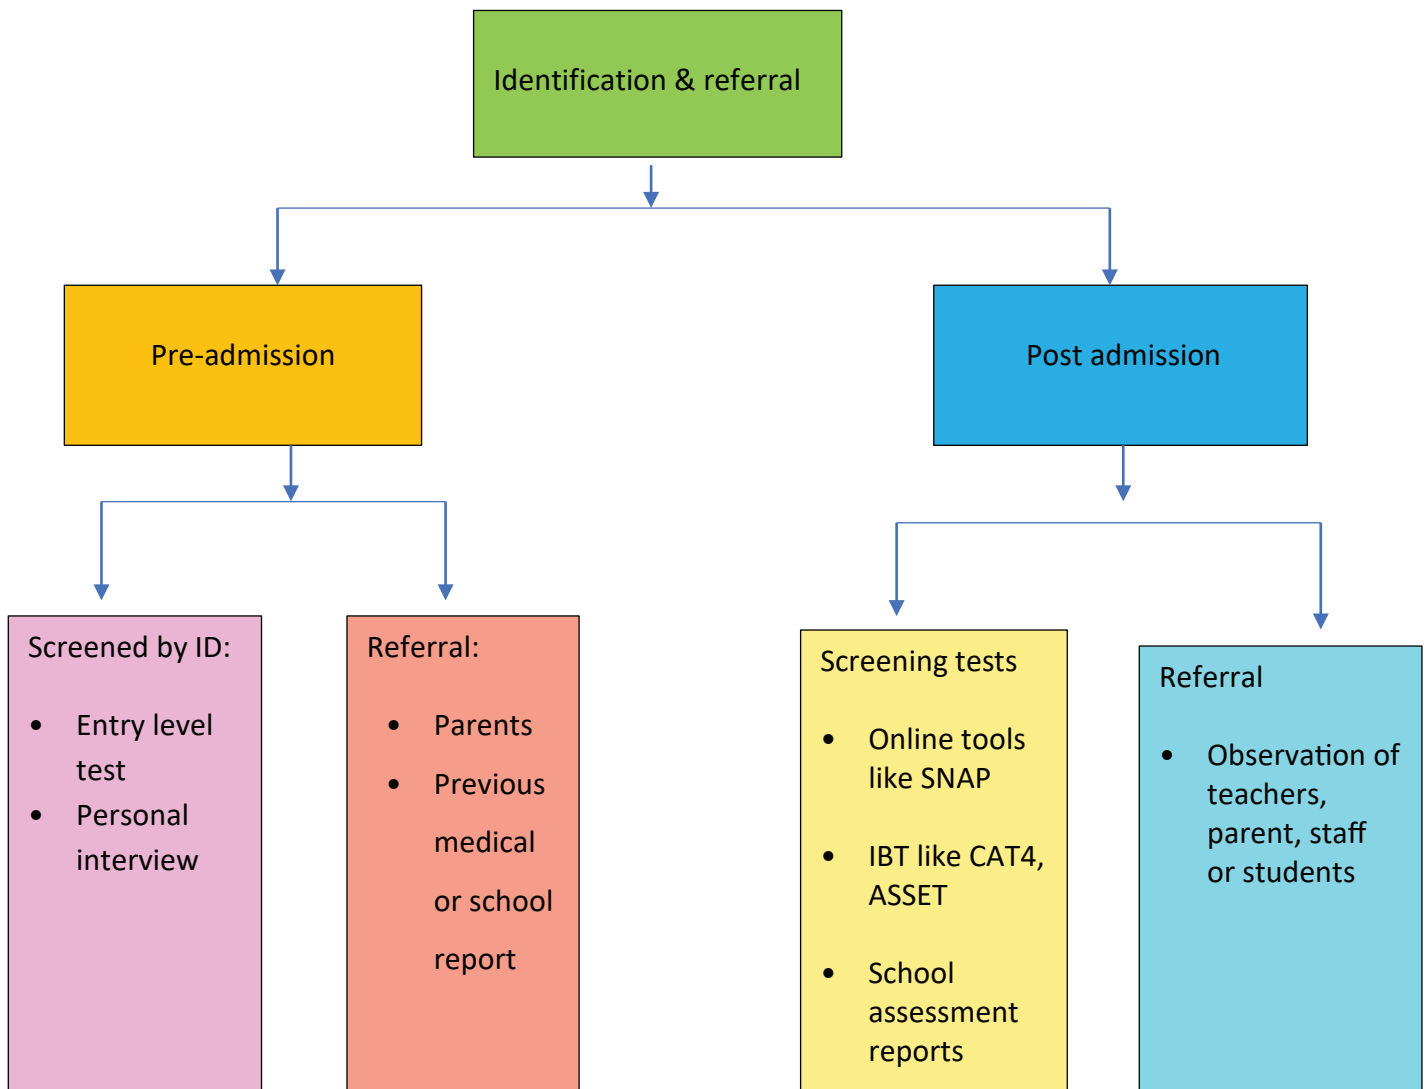 Identification & referral
Pre-admission
Post admission
Screened by ID:
• Entry level
test
• Personal
interview
Referral:
• Parents
• Previous
medical
or school
report
Screening tests
• Online tools
like SNAP
• IBT like CAT4,
ASSET
• School
assessment
reports
Referral
• Observation of
teachers,
parent, staff
or students